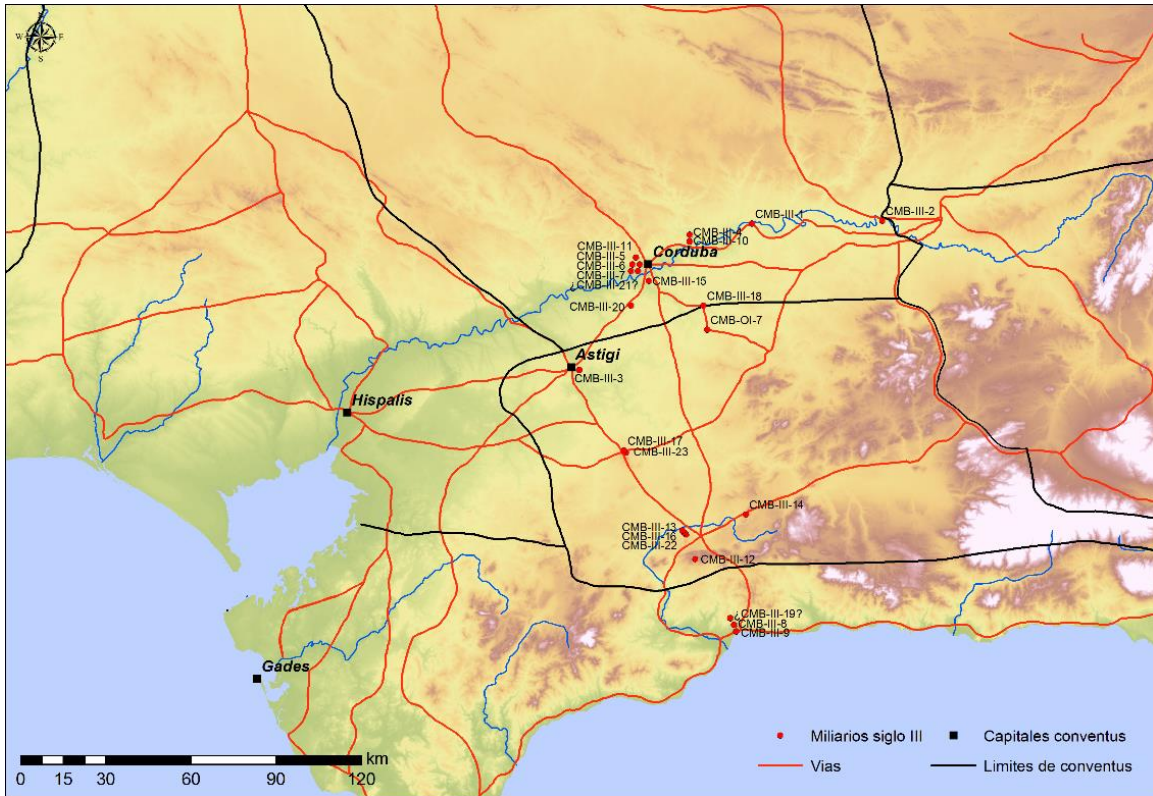 W E
S
CMB-III-1
CMB-III-2
CMB-III-4
CMB-III-10
CMB-III-11
CMB-III-5
Corduba
CMB-III-6
CMB-III-7
¿CMB-III-21?
CMB-III-15
CMB-III-20
CMB-III-18
CMB-OI-7
Astigi
CMB-III-3
Hispalis
CMB-III-17
CMB-III-23
CMB-III-14
CMB-III-13
CMB-III-16
CMB-III-22
CMB-III-12
¿CMB-III-19?
CMB-III-8
CMB-III-9
Gades
Miliarios siglo III
Capitales conventus
Vias
Limites de conventus
km
0 15 30 60 90 120